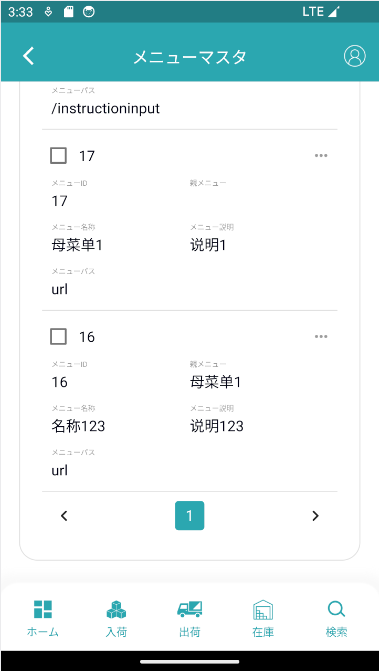 3:33
LTE
メニューマスタ
メニューパス
/instructioninput
17
メニューID
親メニュー
17
メニュー名称
メニュー説明
母菜单1
说明1
メニューパス
url
16
メニューID
親メニュー
16
母菜单1
メニュー名称
メニュー説明
名称123
说明123
メニューパス
url
1
ホーム
入荷
出荷
在庫
検索